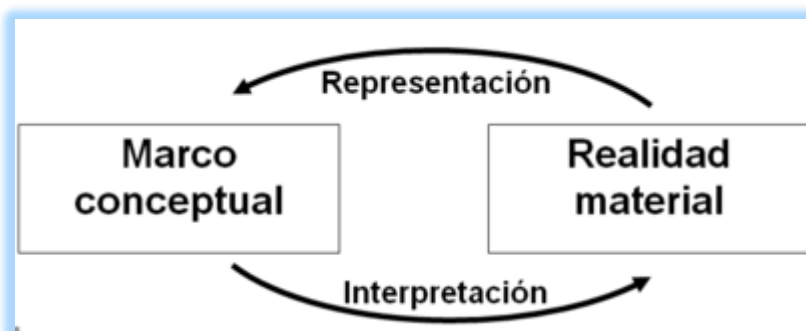 Representación
Marco
conceptual
Realidad
material
Interpretación